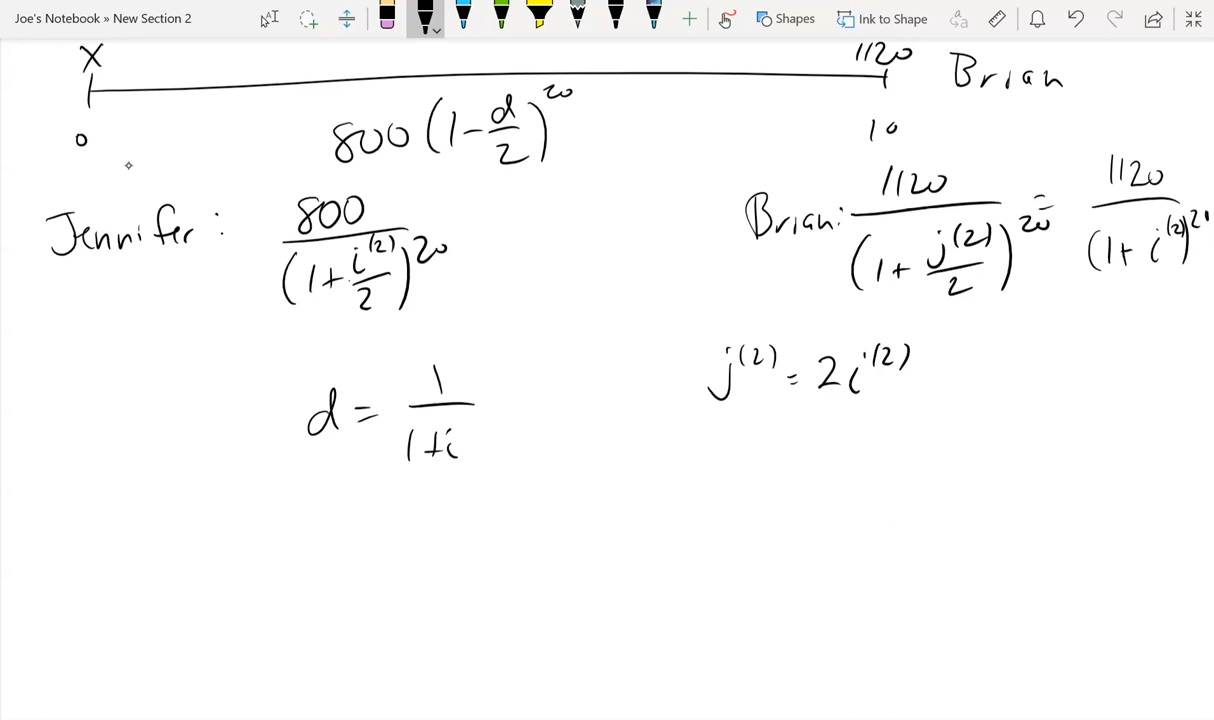 Joe's Notebook » New Section 2
Shapes
Ink to Shape
X
1120
Brian
0
10
800 (1 - d/2)^20
Jennifer: 800 / (1 + i^(2)/2)^20
Brian: 1120 / (1 + j^(2)/2)^20 = 1120 / (1 + i^(2))^20
j^(2) = 2i^(2)
d = 1 / 1+i